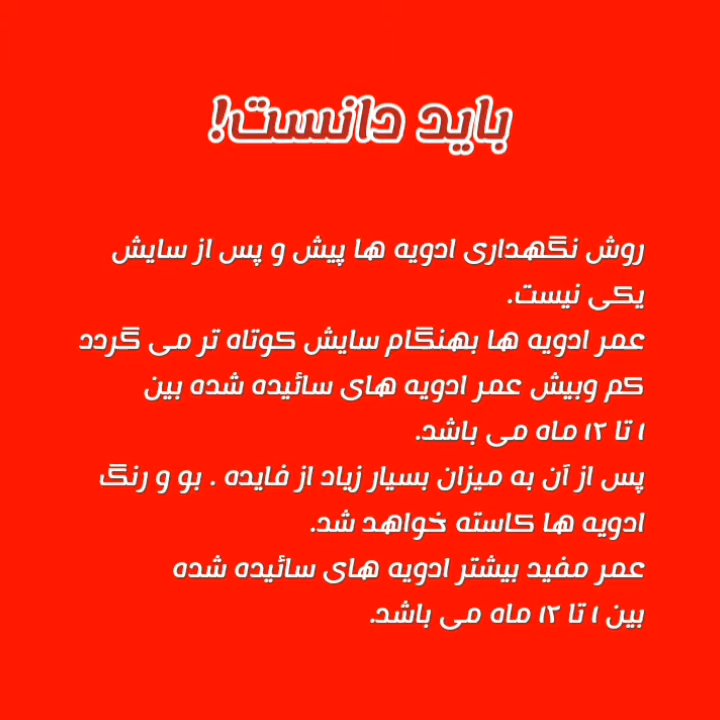 باید دانست!
روش نگهداری ادویه ها پیش و پس از سایش
یکی نیست.
عمر ادویه ها بهنگام سایش کوتاه تر می گردد
کم وبیش عمر ادویه های سائیده شده بین
۱ تا ۱۲ ماه می باشد.
پس از آن به میزان بسیار زیاد از فایده . بو و رنگ
ادویه ها کاسته خواهد شد.
عمر مفید بیشتر ادویه های سائیده شده
بین ۱ تا ۱۲ ماه می باشد.